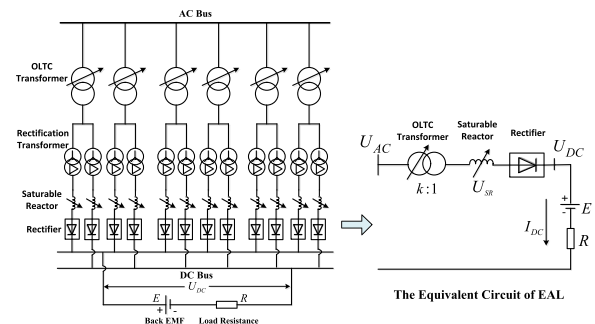 AC Bus
OLTC
Transformer
Rectification
Transformer
Saturable
Reactor
Rectifier
DC Bus
U_DC
E
R
+
-
Back EMF
Load Resistance
OLTC
Transformer
Saturable
Reactor
Rectifier
U_AC
U_DC
k:1
U_SR
+
-
E
I_DC
R
The Equivalent Circuit of EAL